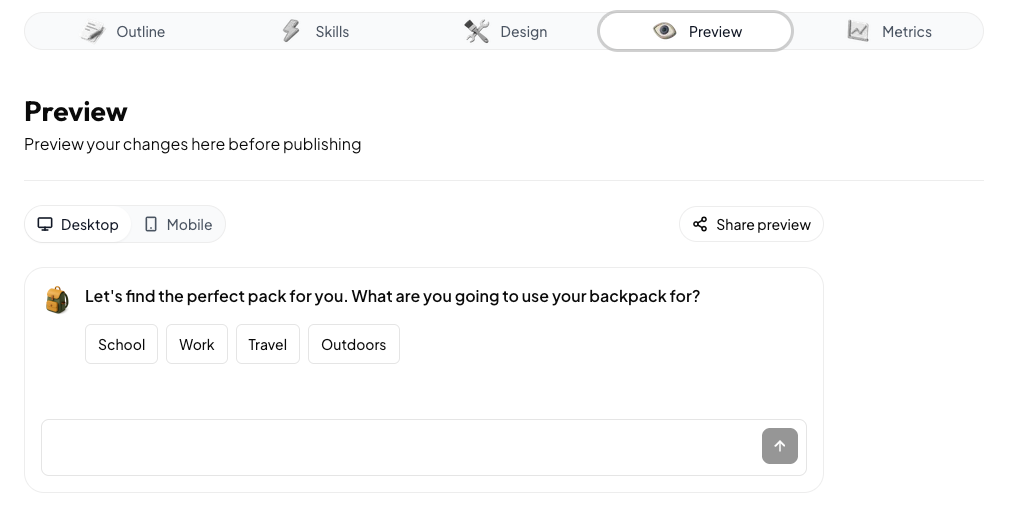 Outline
Skills
Design
Preview
Metrics
Preview
Preview your changes here before publishing
Desktop
Mobile
Share preview
Let's find the perfect pack for you. What are you going to use your backpack for?
School
Work
Travel
Outdoors